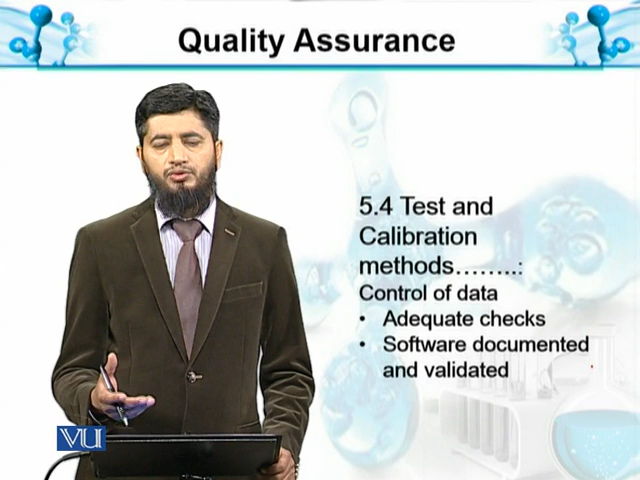 Quality Assurance
5.4 Test and
Calibration
methods……..:
Control of data
• Adequate checks
• Software documented
and validated
VU